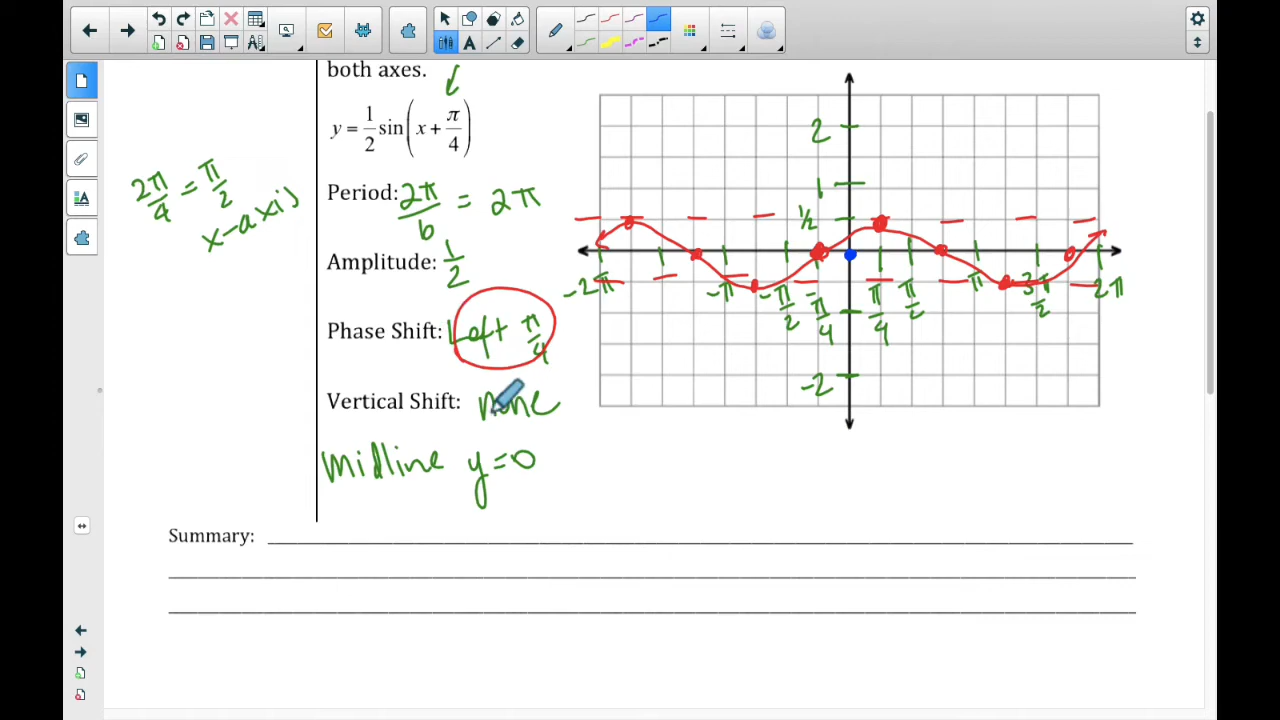 both axes.
y = 1/2 sin(x + π/4)
2π/4 = π/2
x-axis
Period: 2π/b = 2π
Amplitude: 1/2
Phase Shift: Left π/4
Vertical Shift: none
midline y=0
2
1
1/2
-2π -π -π/2 -π/4 π/4 π/2 π 3π/2 2π
-2
Summary: